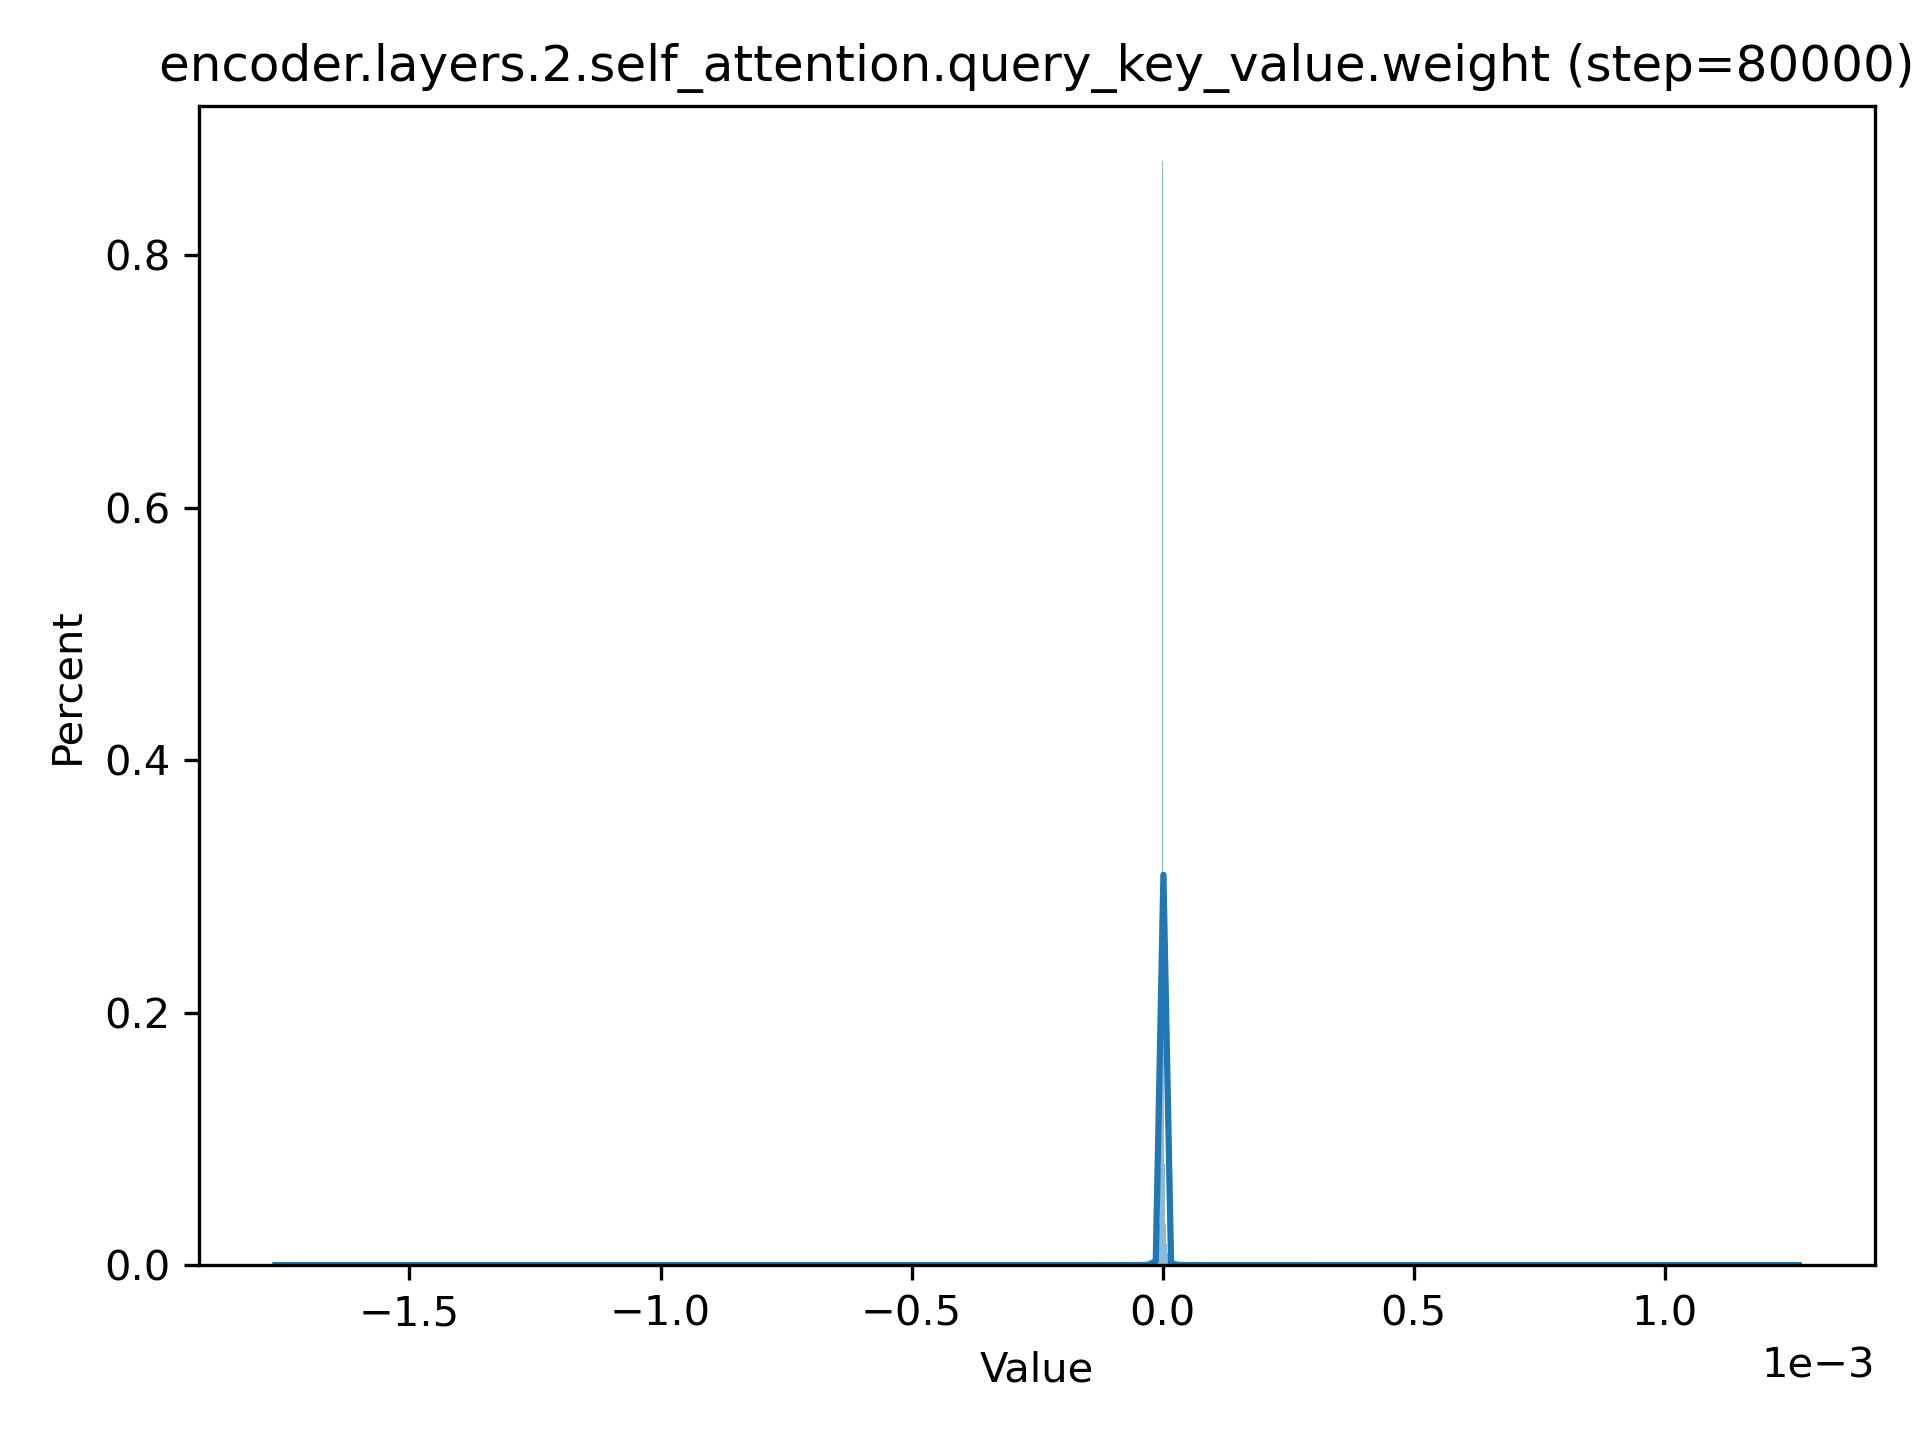 encoder.layers.2.self_attention.query_key_value.weight (step=80000)
Percent
0.8
0.6
0.4
0.2
0.0
−1.5 −1.0 −0.5 0.0 0.5 1.0
1e−3
Value